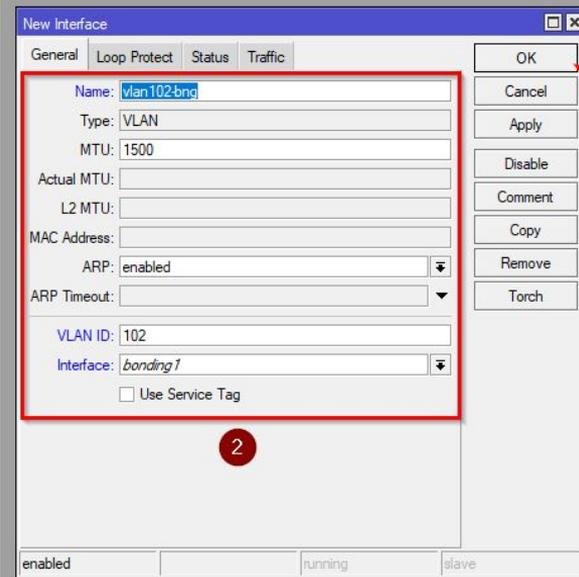 New Interface
General Loop Protect Status Traffic
Name: vlan102-bng
Type: VLAN
MTU: 1500
Actual MTU:
L2 MTU:
MAC Address:
ARP: enabled
ARP Timeout:
VLAN ID: 102
Interface: bonding1
Use Service Tag
2
OK
Cancel
Apply
Disable
Comment
Copy
Remove
Torch
enabled running slave